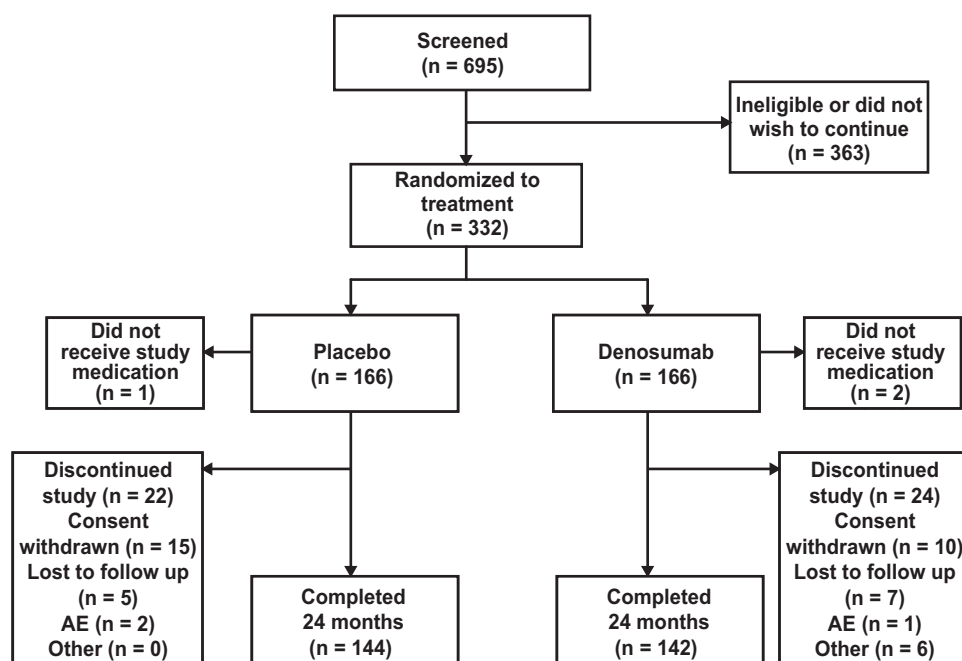 Screened
(n = 695)
Ineligible or did not
wish to continue
(n = 363)
Randomized to
treatment
(n = 332)
Did not
receive study
medication
(n = 1)
Placebo
(n = 166)
Denosumab
(n = 166)
Did not
receive study
medication
(n = 2)
Discontinued
study (n = 22)
Consent
withdrawn (n = 15)
Lost to follow up
(n = 5)
AE (n = 2)
Other (n = 0)
Completed
24 months
(n = 144)
Completed
24 months
(n = 142)
Discontinued
study (n = 24)
Consent
withdrawn (n = 10)
Lost to follow up
(n = 7)
AE (n = 1)
Other (n = 6)